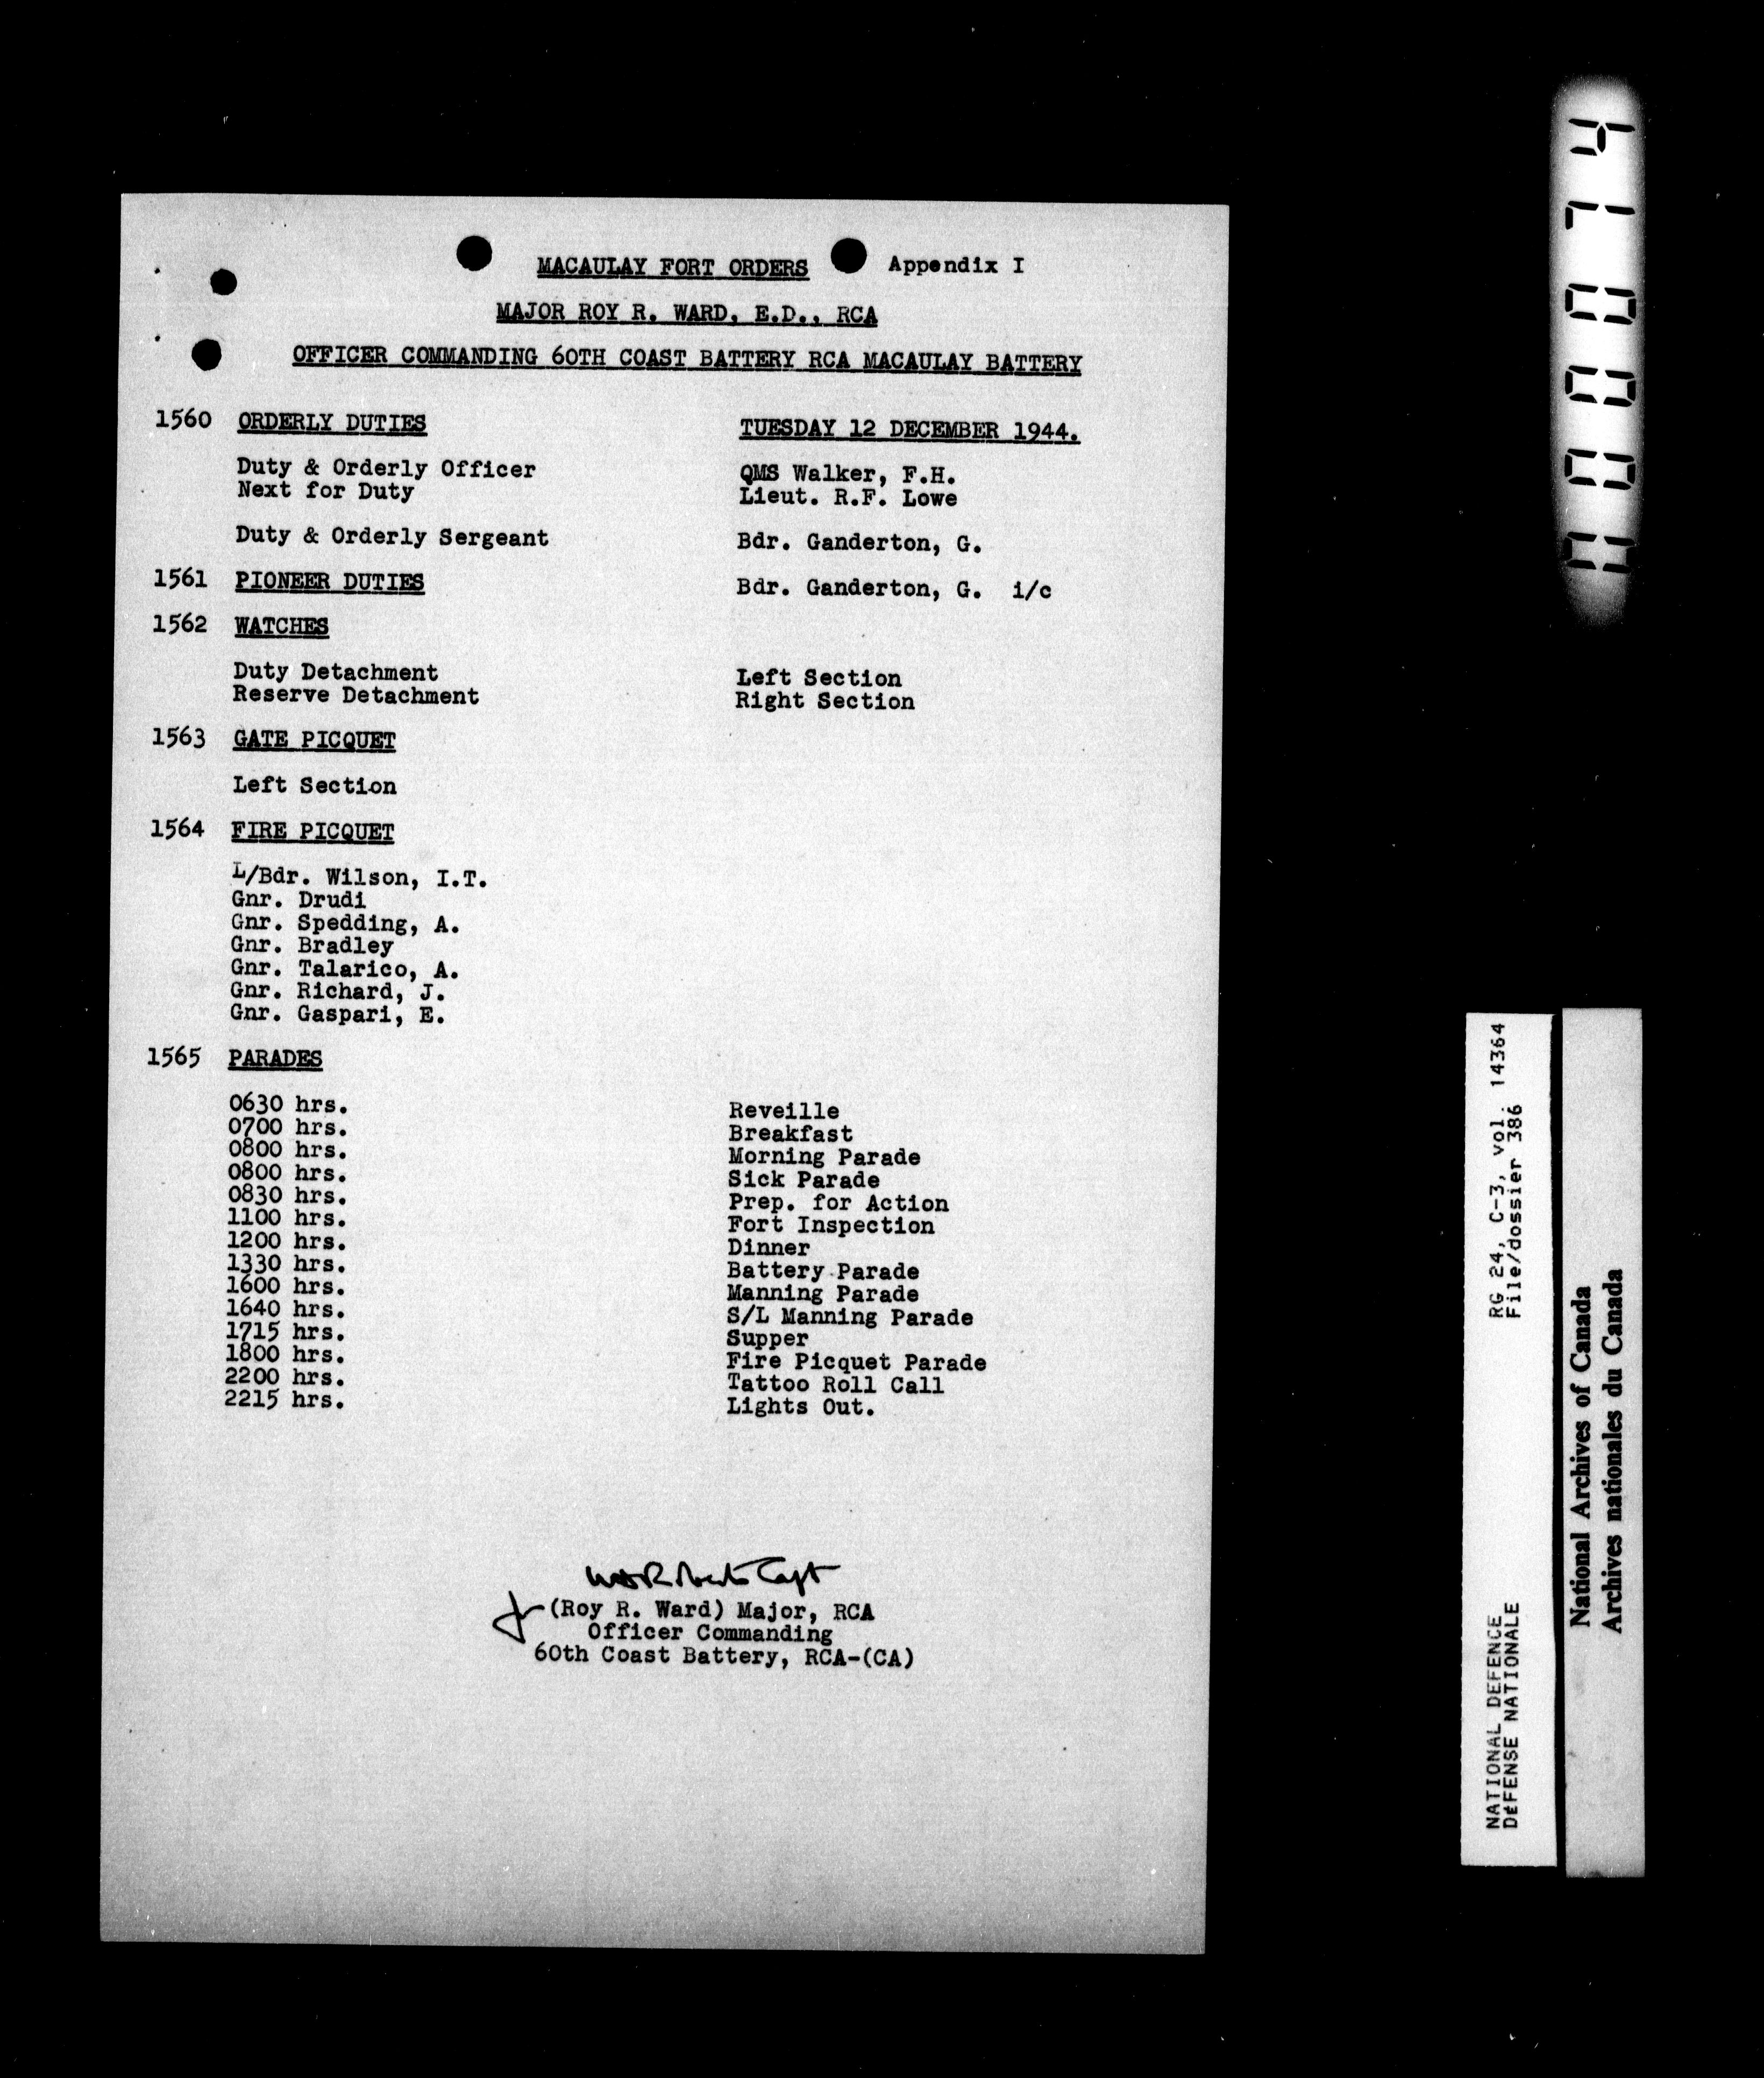 MACAULAY FORT ORDERS Appendix I
MAJOR ROY R. WARD, E.D., RCA
OFFICER COMMANDING 60TH COAST BATTERY RCA MACAULAY BATTERY
1560 ORDERLY DUTIES TUESDAY 12 DECEMBER 1944.
Duty & Orderly Officer QMS Walker, F.H.
Next for Duty Lieut. R.F. Lowe
Duty & Orderly Sergeant Bdr. Ganderton, G.
1561 PIONEER DUTIES Bdr. Ganderton, G. i/c
1562 WATCHES
Duty Detachment Left Section
Reserve Detachment Right Section
1563 GATE PICQUET
Left Section
1564 FIRE PICQUET
L/Bdr. Wilson, I.T.
Gnr. Drudi
Gnr. Spedding, A.
Gnr. Bradley
Gnr. Talarico, A.
Gnr. Richard, J.
Gnr. Gaspari, E.
1565 PARADES
0630 hrs. Reveille
0700 hrs. Breakfast
0800 hrs. Morning Parade
0800 hrs. Sick Parade
0830 hrs. Prep. for Action
1100 hrs. Fort Inspection
1200 hrs. Dinner
1330 hrs. Battery Parade
1600 hrs. Manning Parade
1640 hrs. S/L Manning Parade
1715 hrs. Supper
1800 hrs. Fire Picquet Parade
2200 hrs. Tattoo Roll Call
2215 hrs. Lights Out.
Capt
(Roy R. Ward) Major, RCA
Officer Commanding
60th Coast Battery, RCA-(CA)
000074
NATIONAL DEFENCE RG 24, C-3, vol. 14364
DÉFENSE NATIONALE File/dossier 386
National Archives of Canada
Archives nationales du Canada